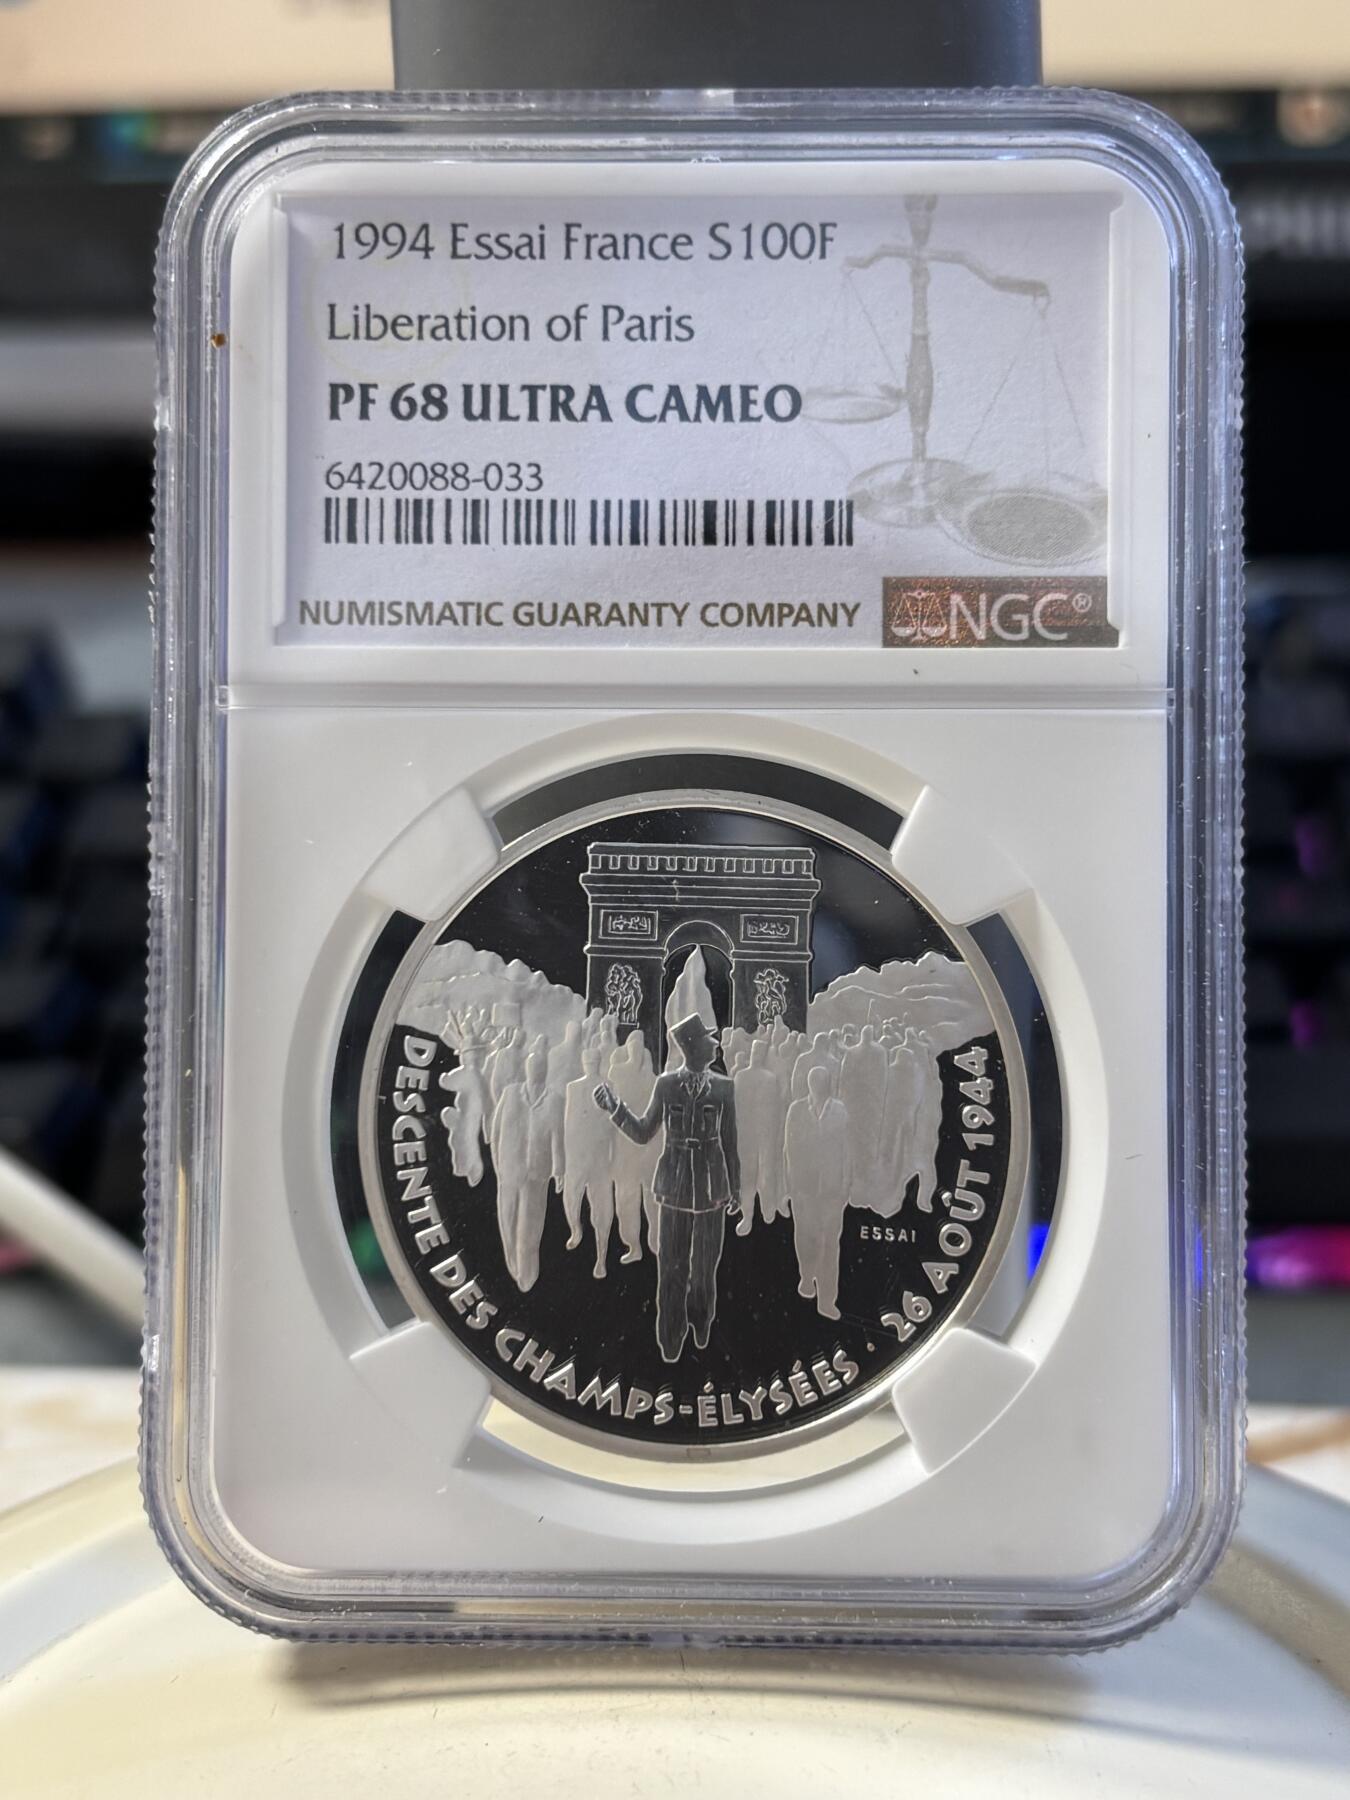 1994 Essai France S100F
Liberation of Paris
PF 68 ULTRA CAMEO
6420088-033
NUMISMATIC GUARANTY COMPANY
NGC®
ESSAI
DESCENTE DES CHAMPS-ÉLYSÉES · 26 AOÛT 1944